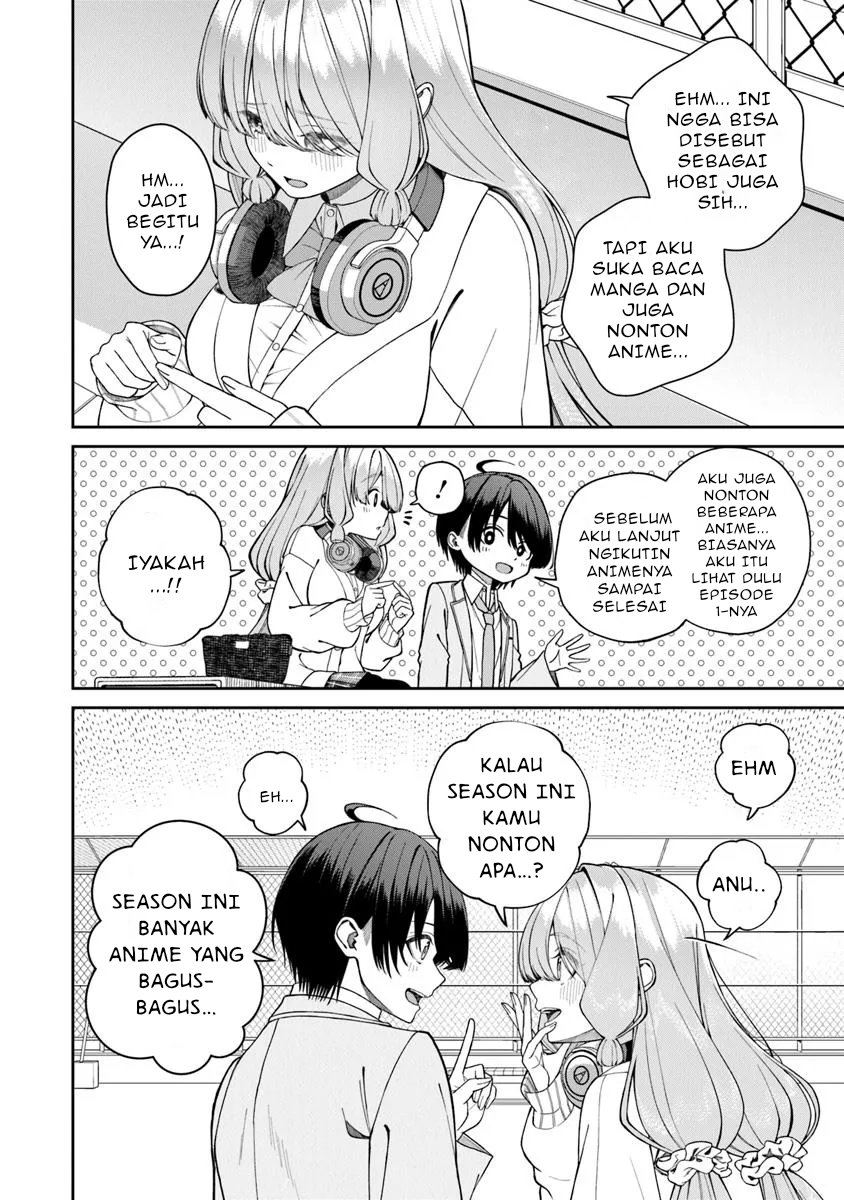 EHM... INI
NGGA BISA
DISEBUT
SEBAGAI
HOBI JUGA
SIH...
TAPI AKU
SUKA BACA
MANGA DAN
JUGA
NONTON
ANIME...
HM...
JADI
BEGITU
YA...!
AKU JUGA
NONTON
BEBERAPA
ANIME...
BIASANYA
AKU ITU
LIHAT DULU
EPISODE
1-NYA
SEBELUM
AKU LANJUT
NGIKUTIN
ANIMENYA
SAMPAI
SELESAI
!
IYAKAH
...!!
EHM
ANU..
KALAU
SEASON INI
KAMU
NONTON
APA...?
EH...
SEASON INI
BANYAK
ANIME YANG
BAGUS-
BAGUS...